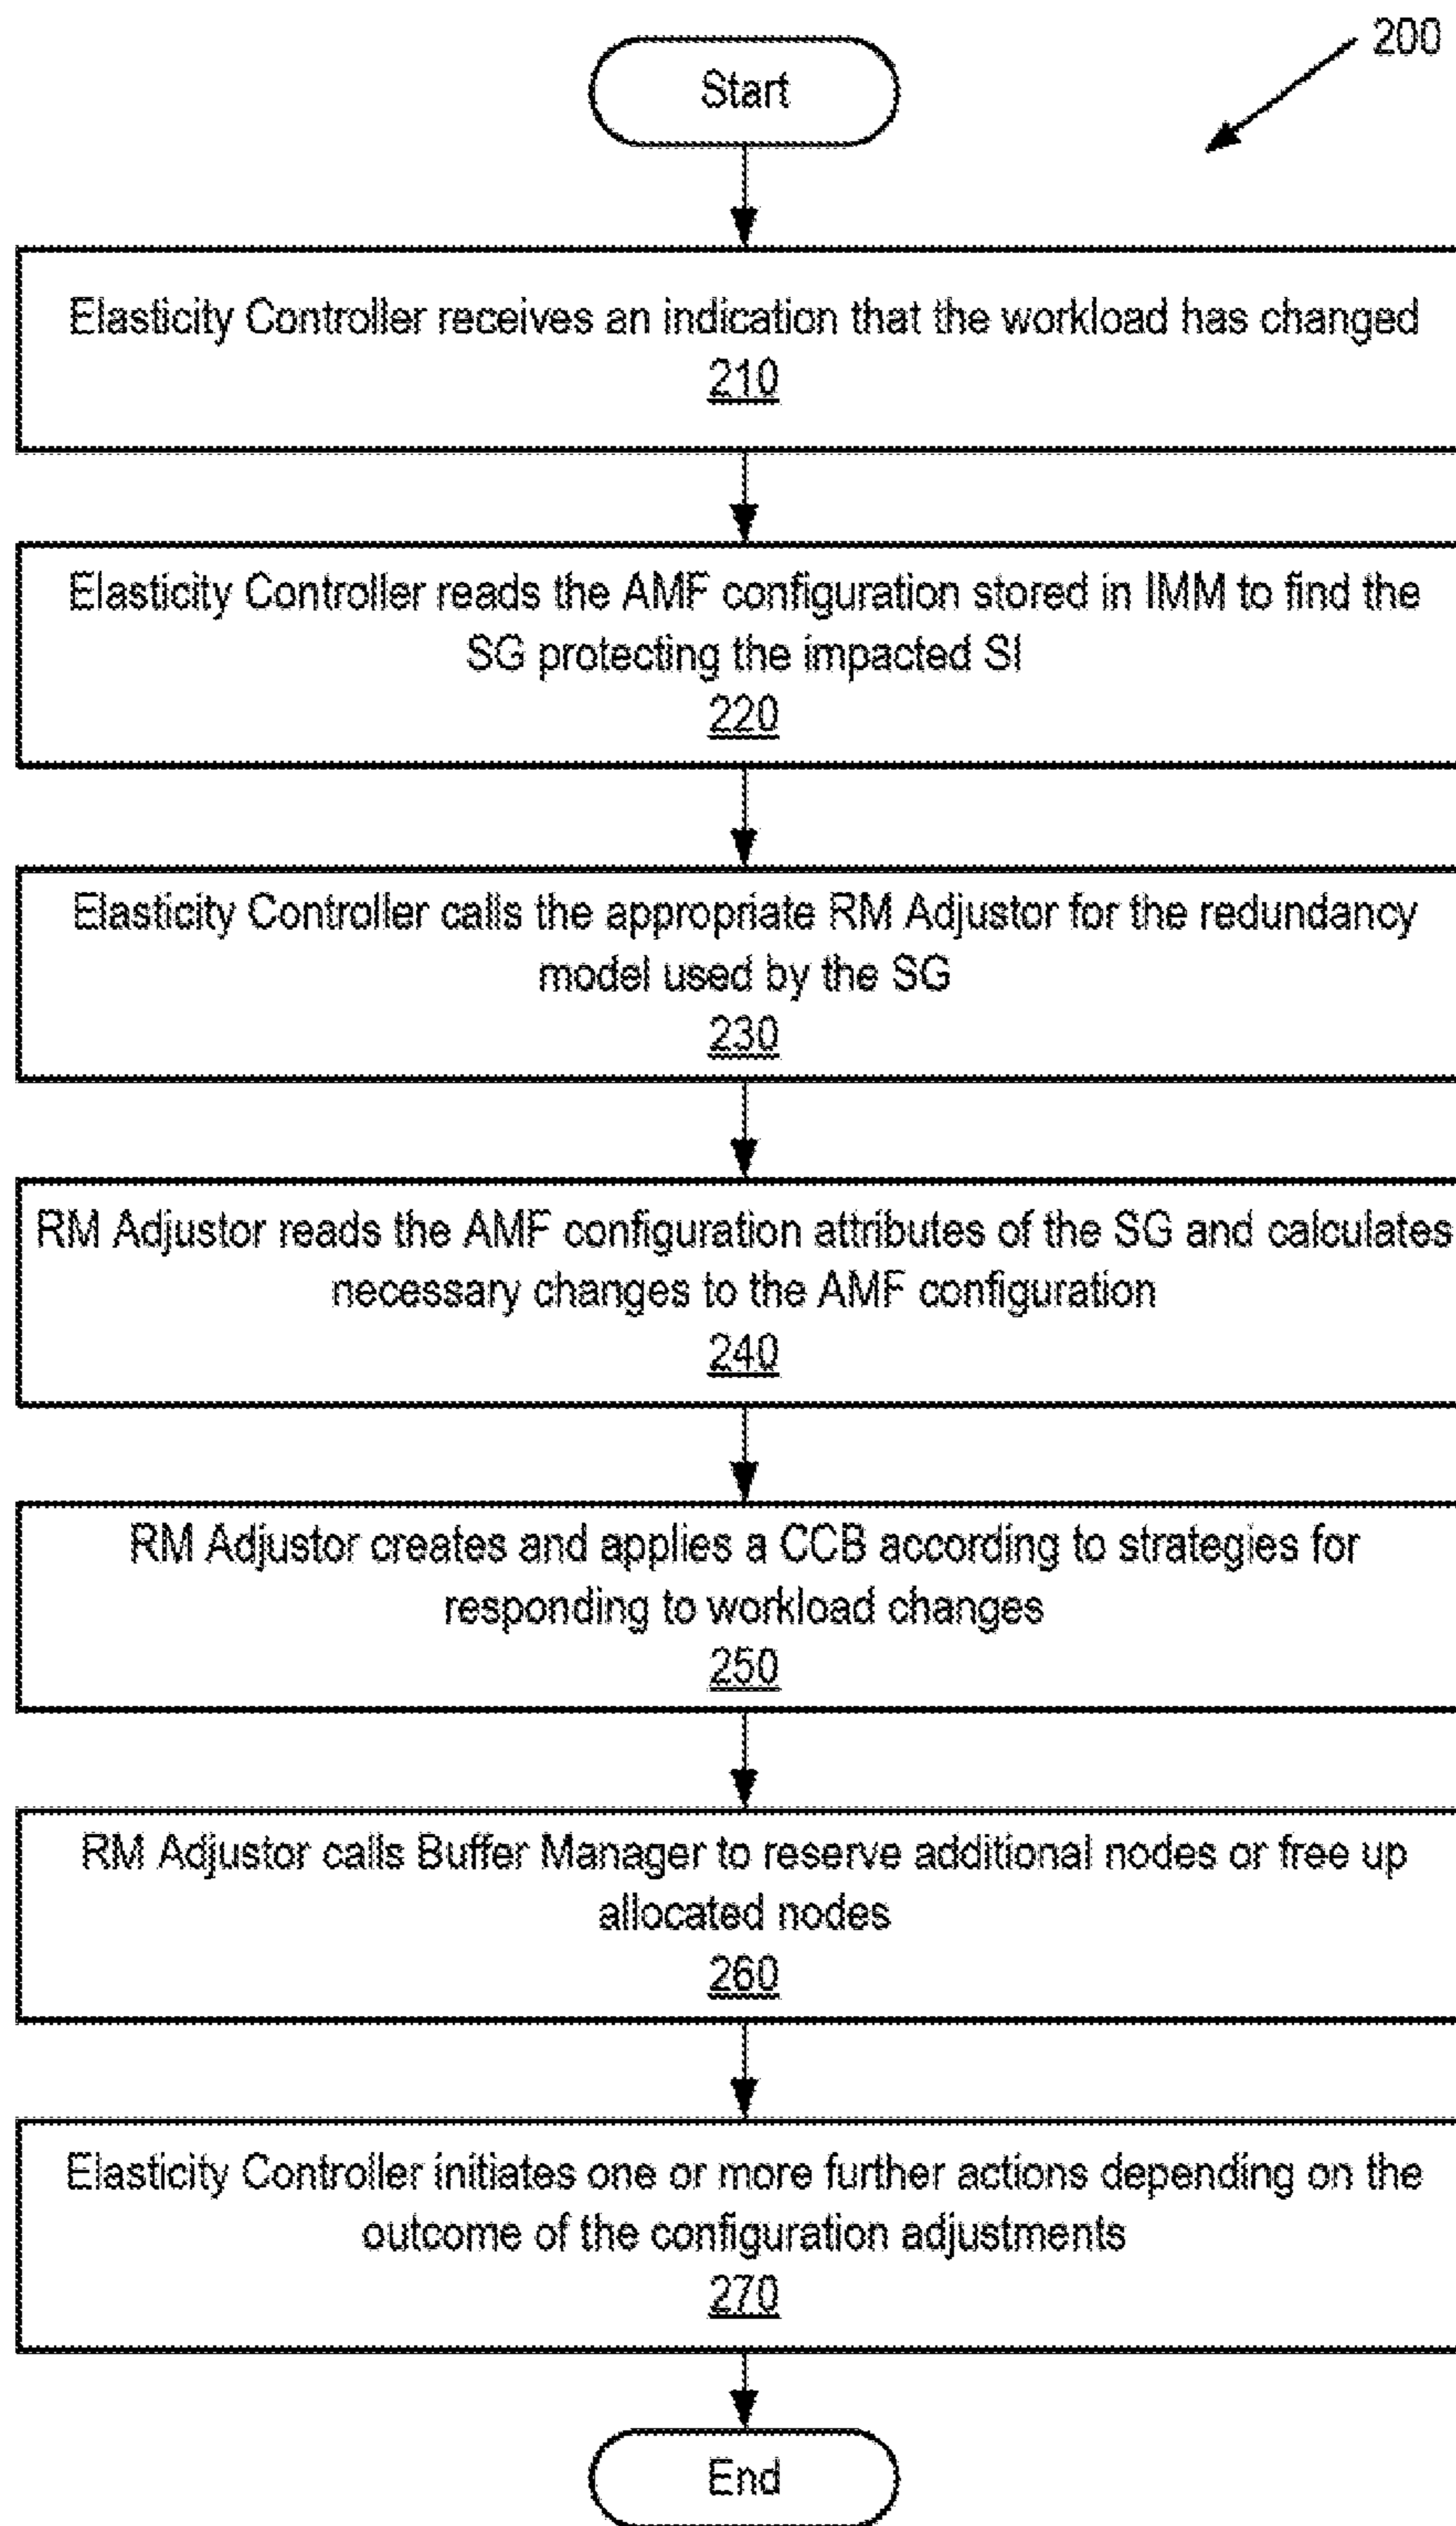 200
Start
Elasticity Controller receives an indication that the workload has changed
210
Elasticity Controller reads the AMF configuration stored in IMM to find the
SG protecting the impacted SI
220
Elasticity Controller calls the appropriate RM Adjustor for the redundancy
model used by the SG
230
RM Adjustor reads the AMF configuration attributes of the SG and calculates
necessary changes to the AMF configuration
240
RM Adjustor creates and applies a CCB according to strategies for
responding to workload changes
250
RM Adjustor calls Buffer Manager to reserve additional nodes or free up
allocated nodes
260
Elasticity Controller initiates one or more further actions depending on the
outcome of the configuration adjustments
270
End